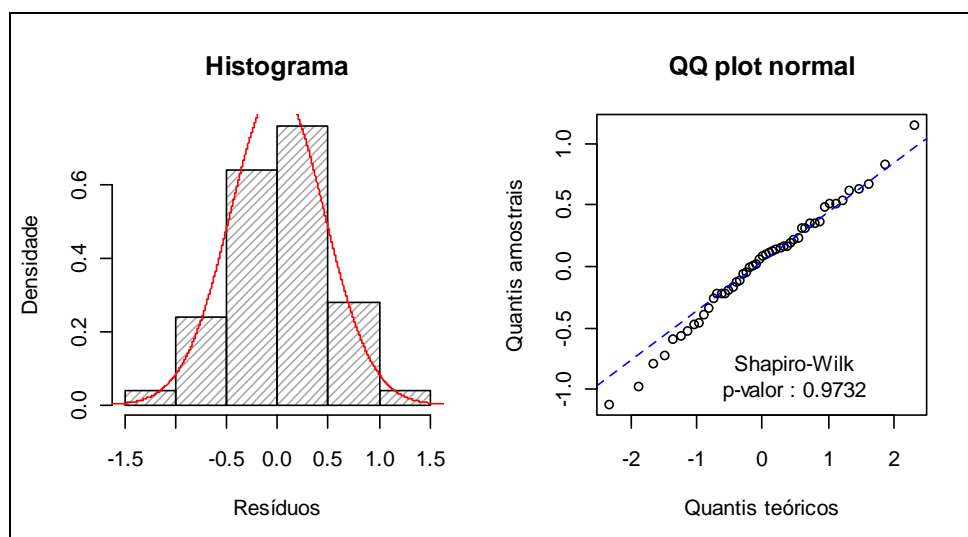 Histograma
Densidade
0.0 0.2 0.4 0.6
-1.5 -0.5 0.0 0.5 1.0 1.5
Resíduos
QQ plot normal
Quantis amostrais
-1.0 -0.5 0.0 0.5 1.0
Shapiro-Wilk
p-valor : 0.9732
-2 -1 0 1 2
Quantis teóricos